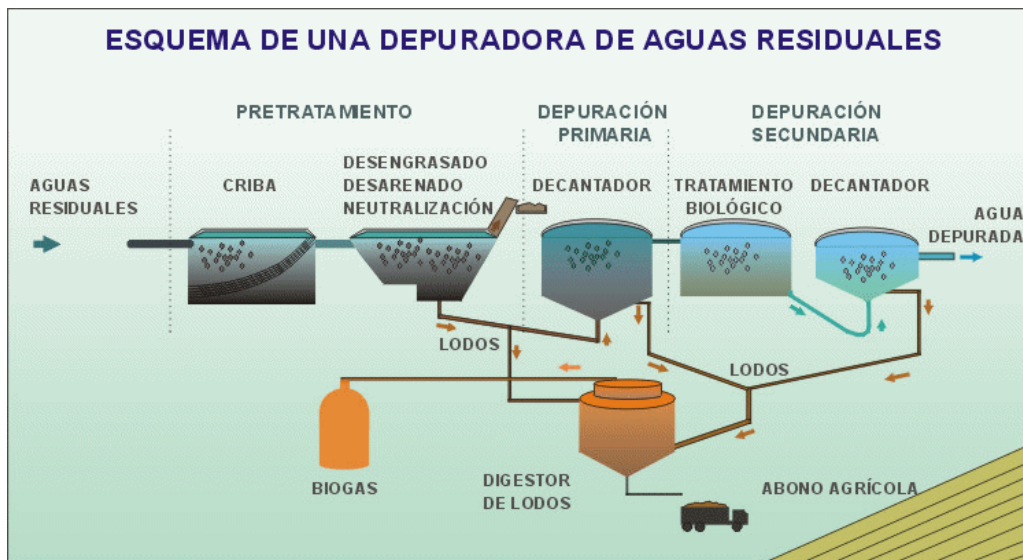 ESQUEMA DE UNA DEPURADORA DE AGUAS RESIDUALES
PRETRATAMIENTO
DEPURACIÓN
PRIMARIA
DEPURACIÓN
SECUNDARIA
AGUAS
RESIDUALES
CRIBA
DESENGRASADO
DESARENADO
NEUTRALIZACIÓN
DECANTADOR
TRATAMIENTO
BIOLÓGICO
DECANTADOR
AGUA
DEPURADA
LODOS
LODOS
BIOGAS
DIGESTOR
DE LODOS
ABONO AGRÍCOLA